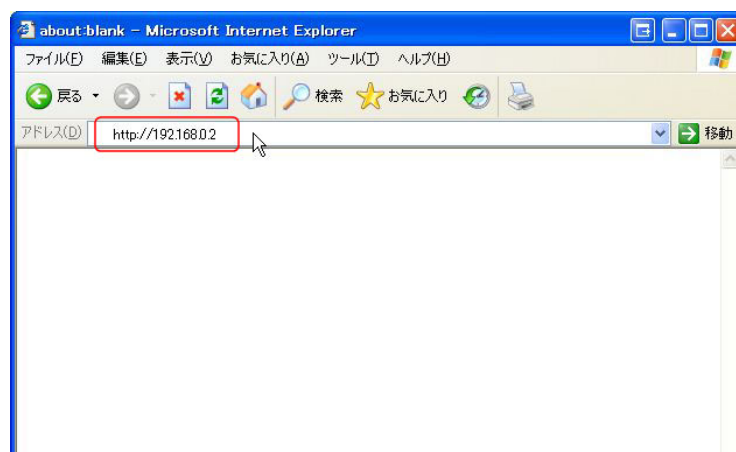 about:blank - Microsoft Internet Explorer
ファイル(F) 編集(E) 表示(V) お気に入り(A) ツール(T) ヘルプ(H)
戻る 検索 お気に入り
アドレス(D) http://192.168.0.2 移動